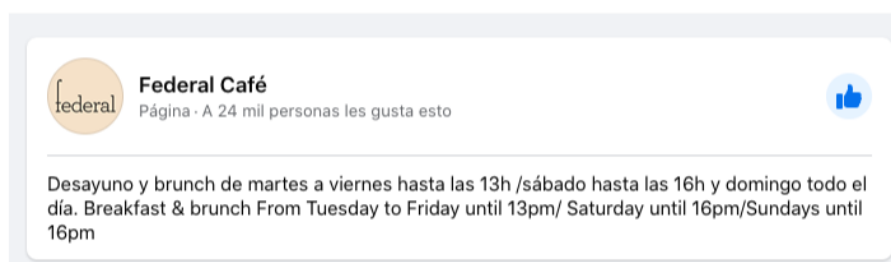 federal
Federal Café
Página · A 24 mil personas les gusta esto
Desayuno y brunch de martes a viernes hasta las 13h /sábado hasta las 16h y domingo todo el
día. Breakfast & brunch From Tuesday to Friday until 13pm/ Saturday until 16pm/Sundays until
16pm